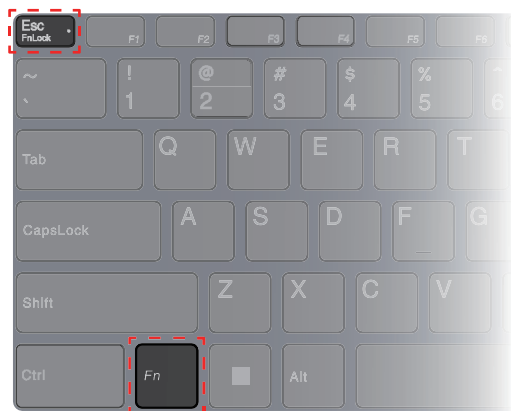 Esc F1 F2 F3 F4 F5 F6
FnLock
~ ! @ # $ % ^
` 1 2 3 4 5 6
Tab Q W E R T
CapsLock A S D F G
Shift Z X C V
Ctrl Fn Alt